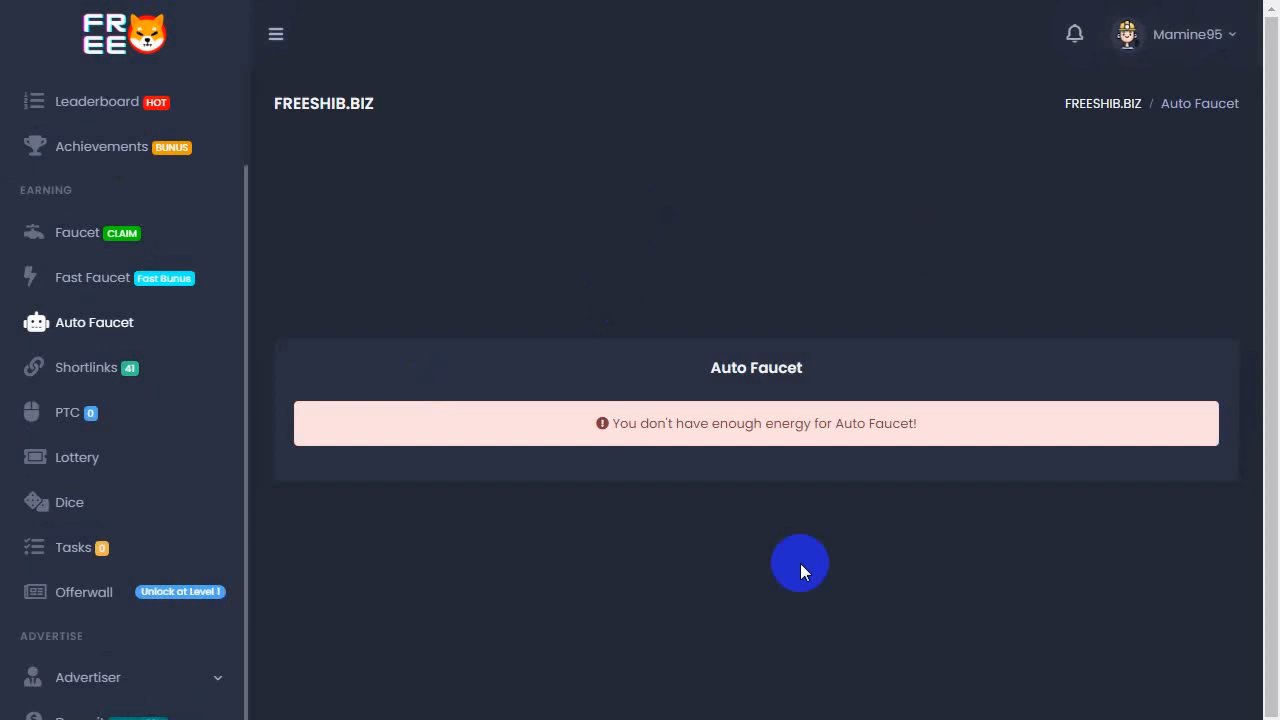 FR
EE
Mamine95
Leaderboard HOT
FREESHIB.BIZ
FREESHIB.BIZ / Auto Faucet
Achievements BUNUS
EARNING
Faucet CLAIM
Fast Faucet Fast Bunus
Auto Faucet
Shortlinks 41
Auto Faucet
PTC 0
You don't have enough energy for Auto Faucet!
Lottery
Dice
Tasks 0
Offerwall Unlock at Level 1
ADVERTISE
Advertiser